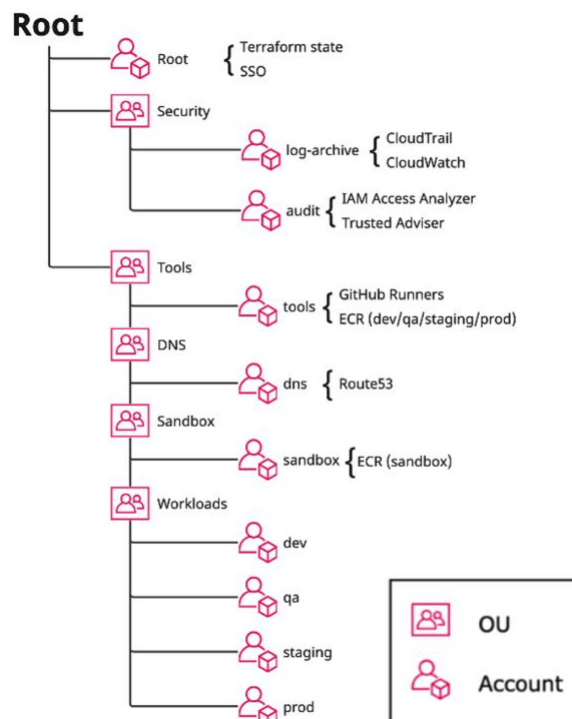 Root
Root
Terraform state
SSO
Security
log-archive
CloudTrail
CloudWatch
audit
IAM Access Analyzer
Trusted Adviser
Tools
tools
GitHub Runners
ECR (dev/qa/staging/prod)
DNS
dns
Route53
Sandbox
sandbox
ECR (sandbox)
Workloads
dev
qa
staging
prod
OU
Account